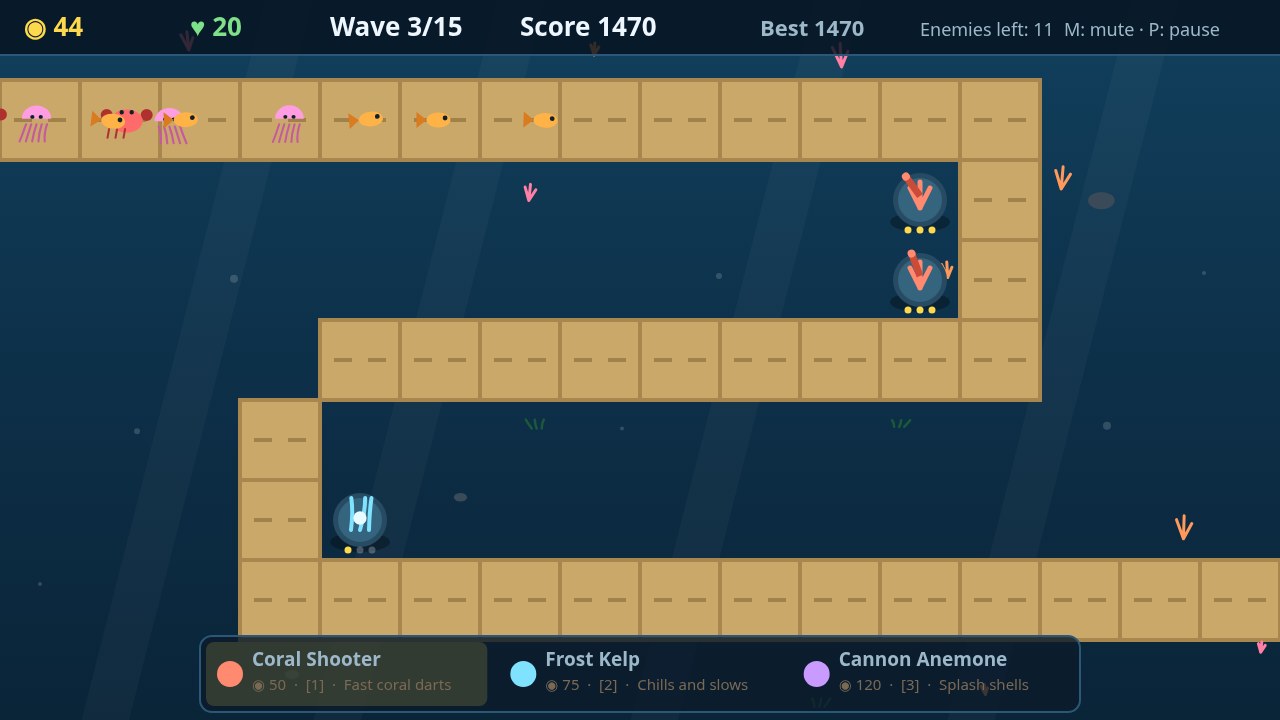 ◉ 44 ♥ 20 Wave 3/15 Score 1470 Best 1470 Enemies left: 11 M: mute · P: pause
Coral Shooter
◉ 50 · [1] · Fast coral darts
Frost Kelp
◉ 75 · [2] · Chills and slows
Cannon Anemone
◉ 120 · [3] · Splash shells